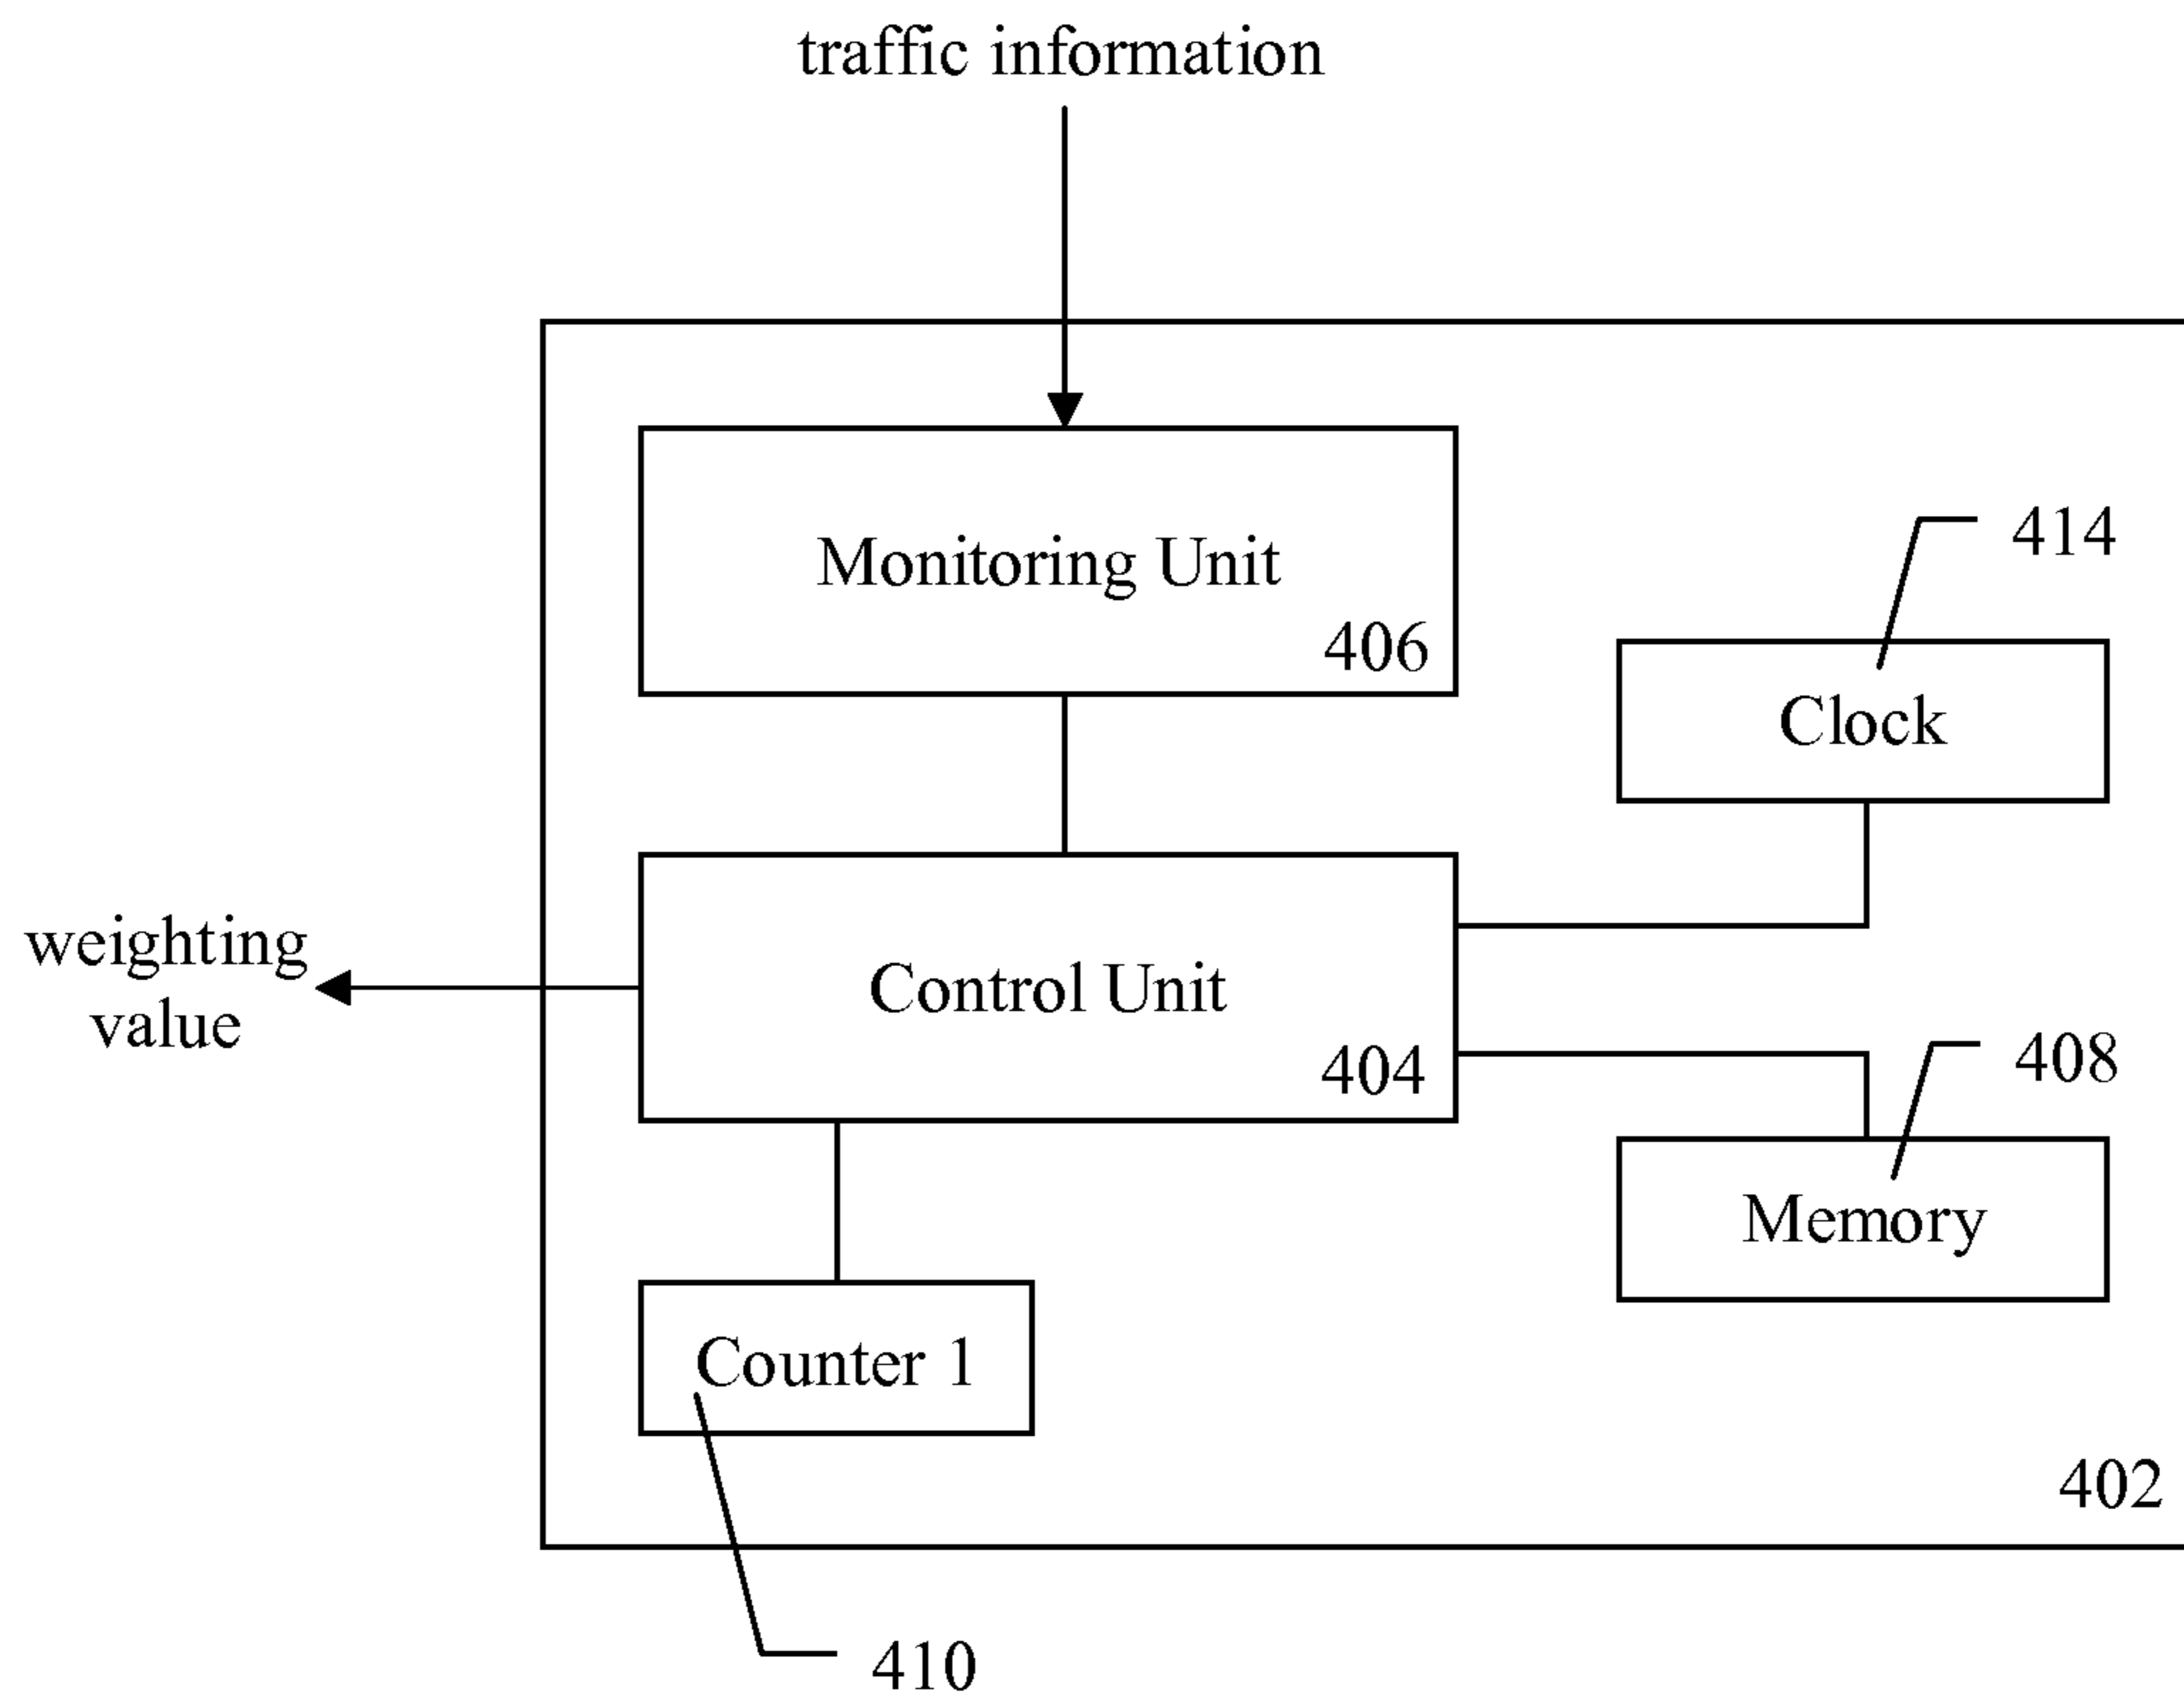 traffic information
Monitoring Unit
406
414
Clock
weighting
value
Control Unit
404
408
Memory
Counter 1
402
410